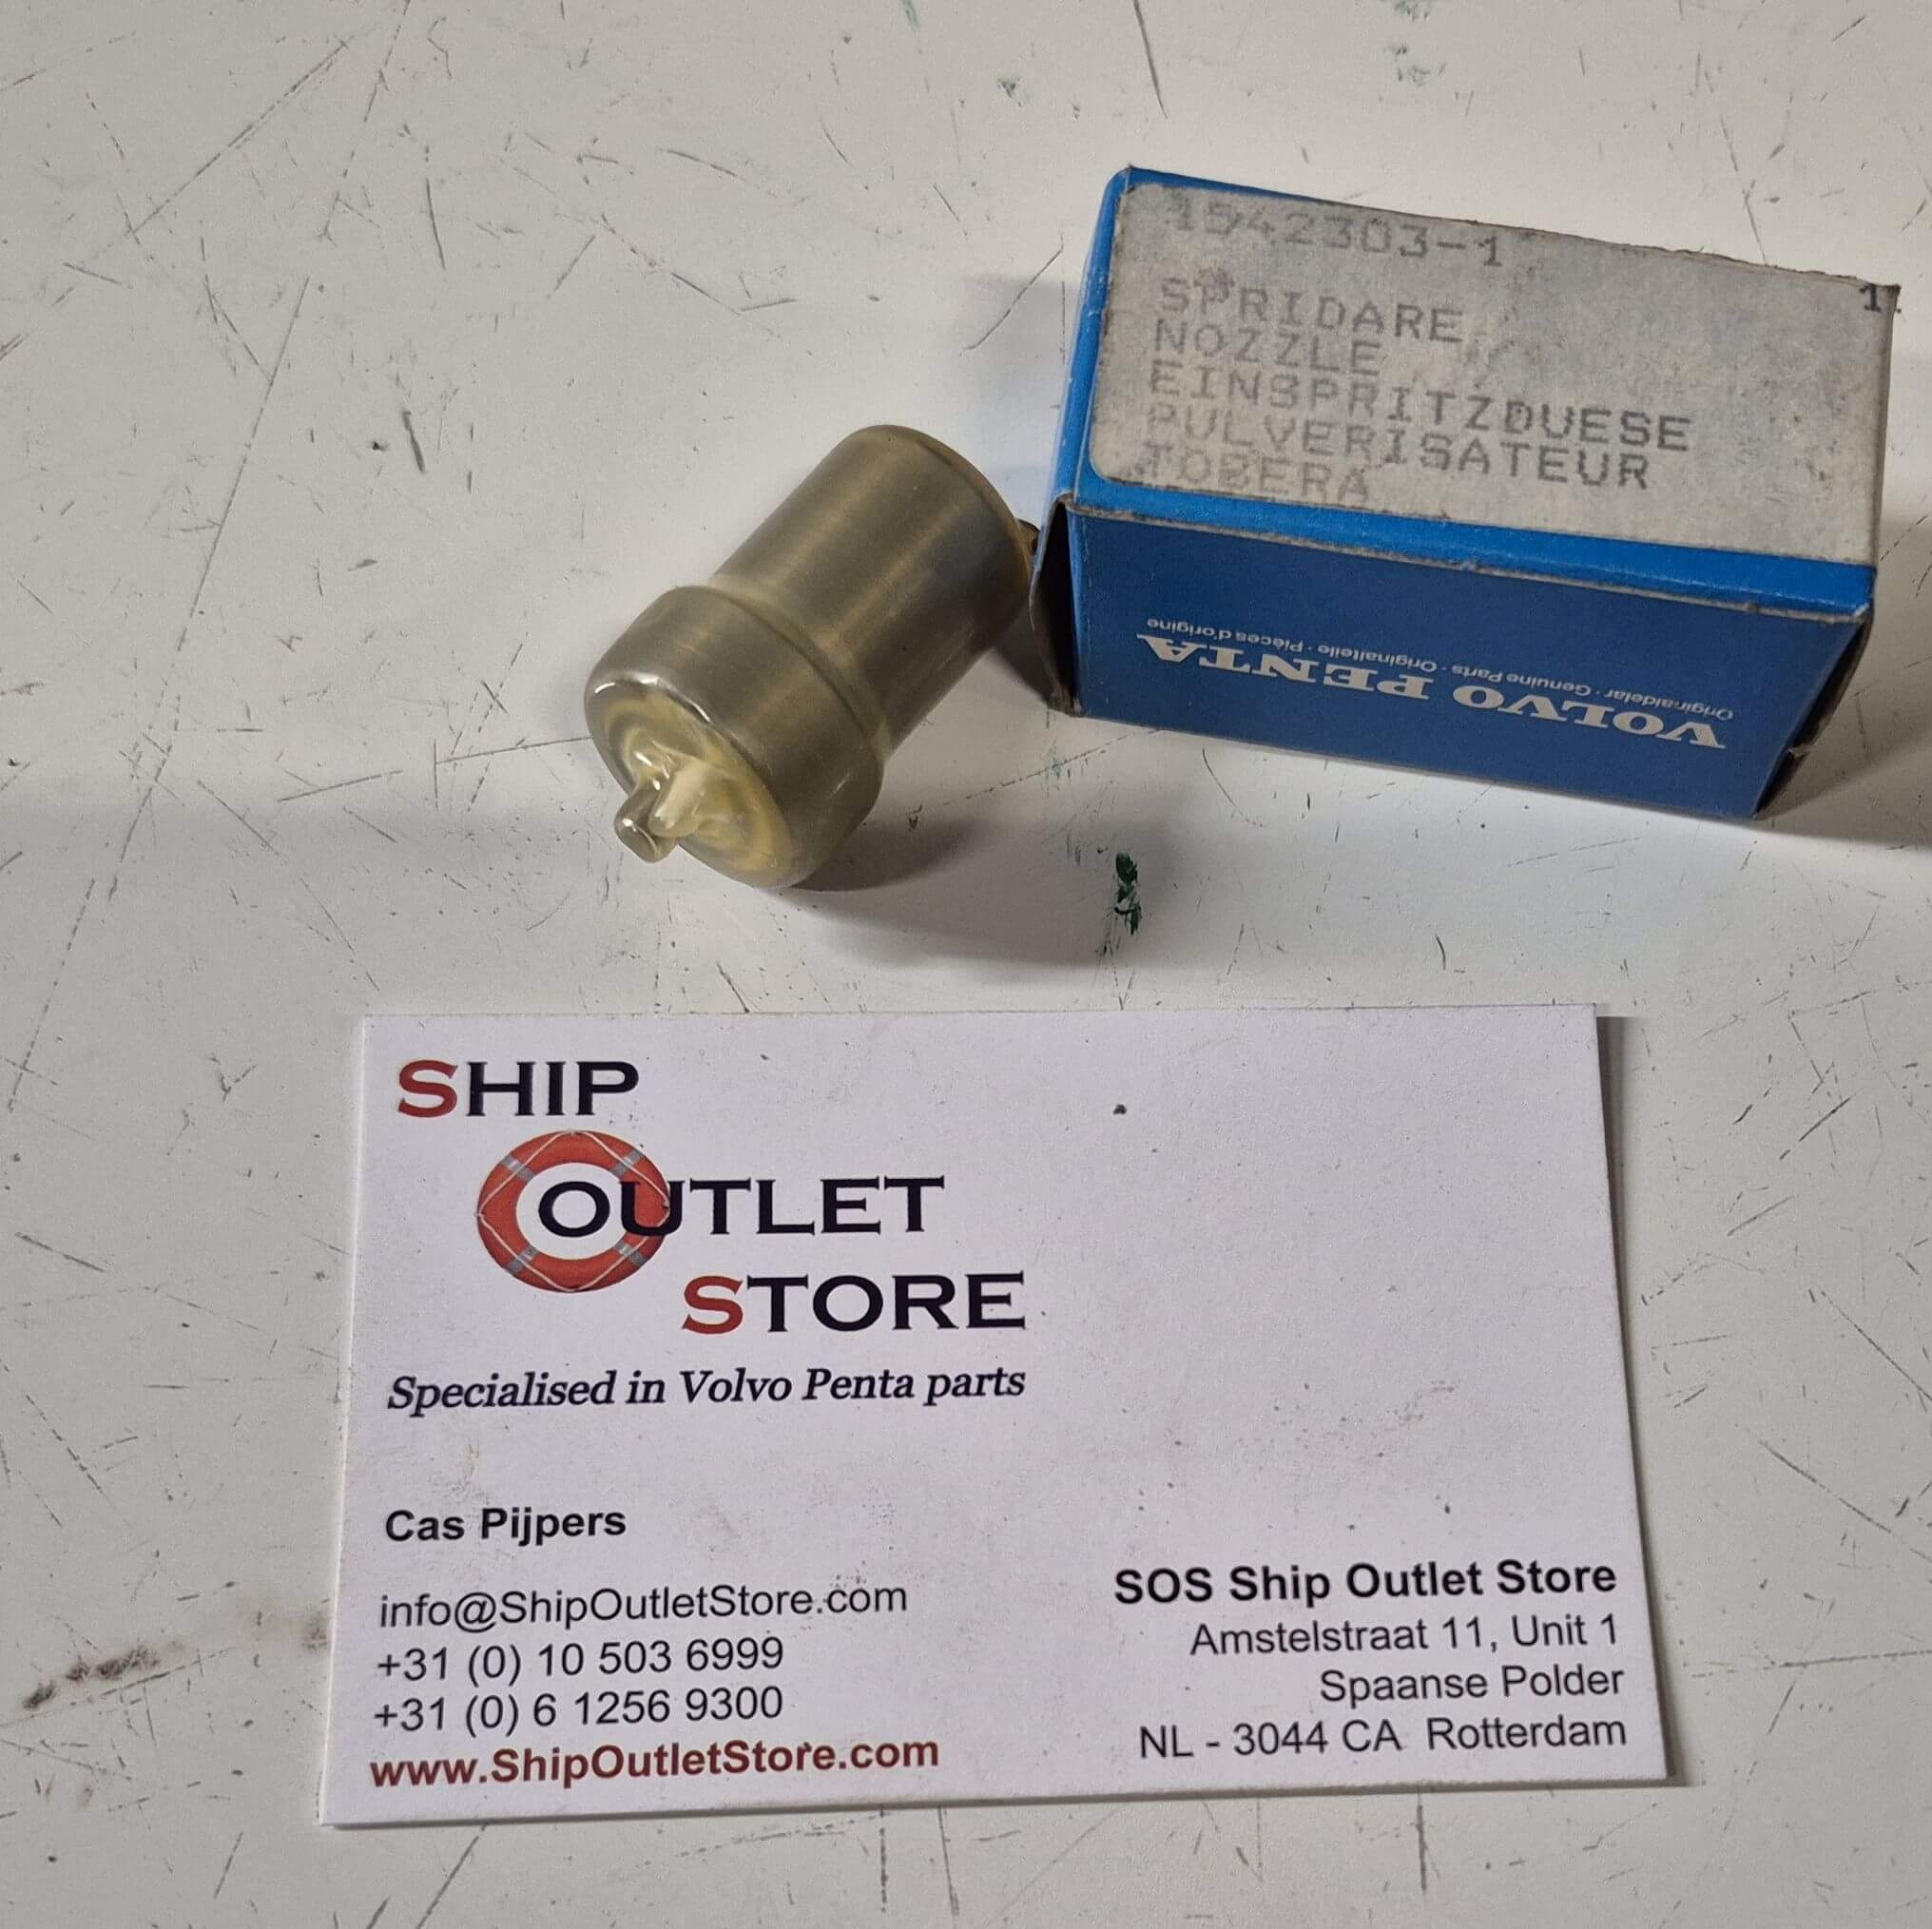 1542303-1
1
SPRIDARE
NOZZLE
EINSPRITZDUESE
PULVERISATEUR
TOBERA
VOLVO PENTA
Originaldelar · Genuine Parts · Originalteile · Pièces d'origine
SHIP
OUTLET
STORE
Specialised in Volvo Penta parts
Cas Pijpers
info@ShipOutletStore.com
+31 (0) 10 503 6999
+31 (0) 6 1256 9300
www.ShipOutletStore.com
SOS Ship Outlet Store
Amstelstraat 11, Unit 1
Spaanse Polder
NL - 3044 CA Rotterdam